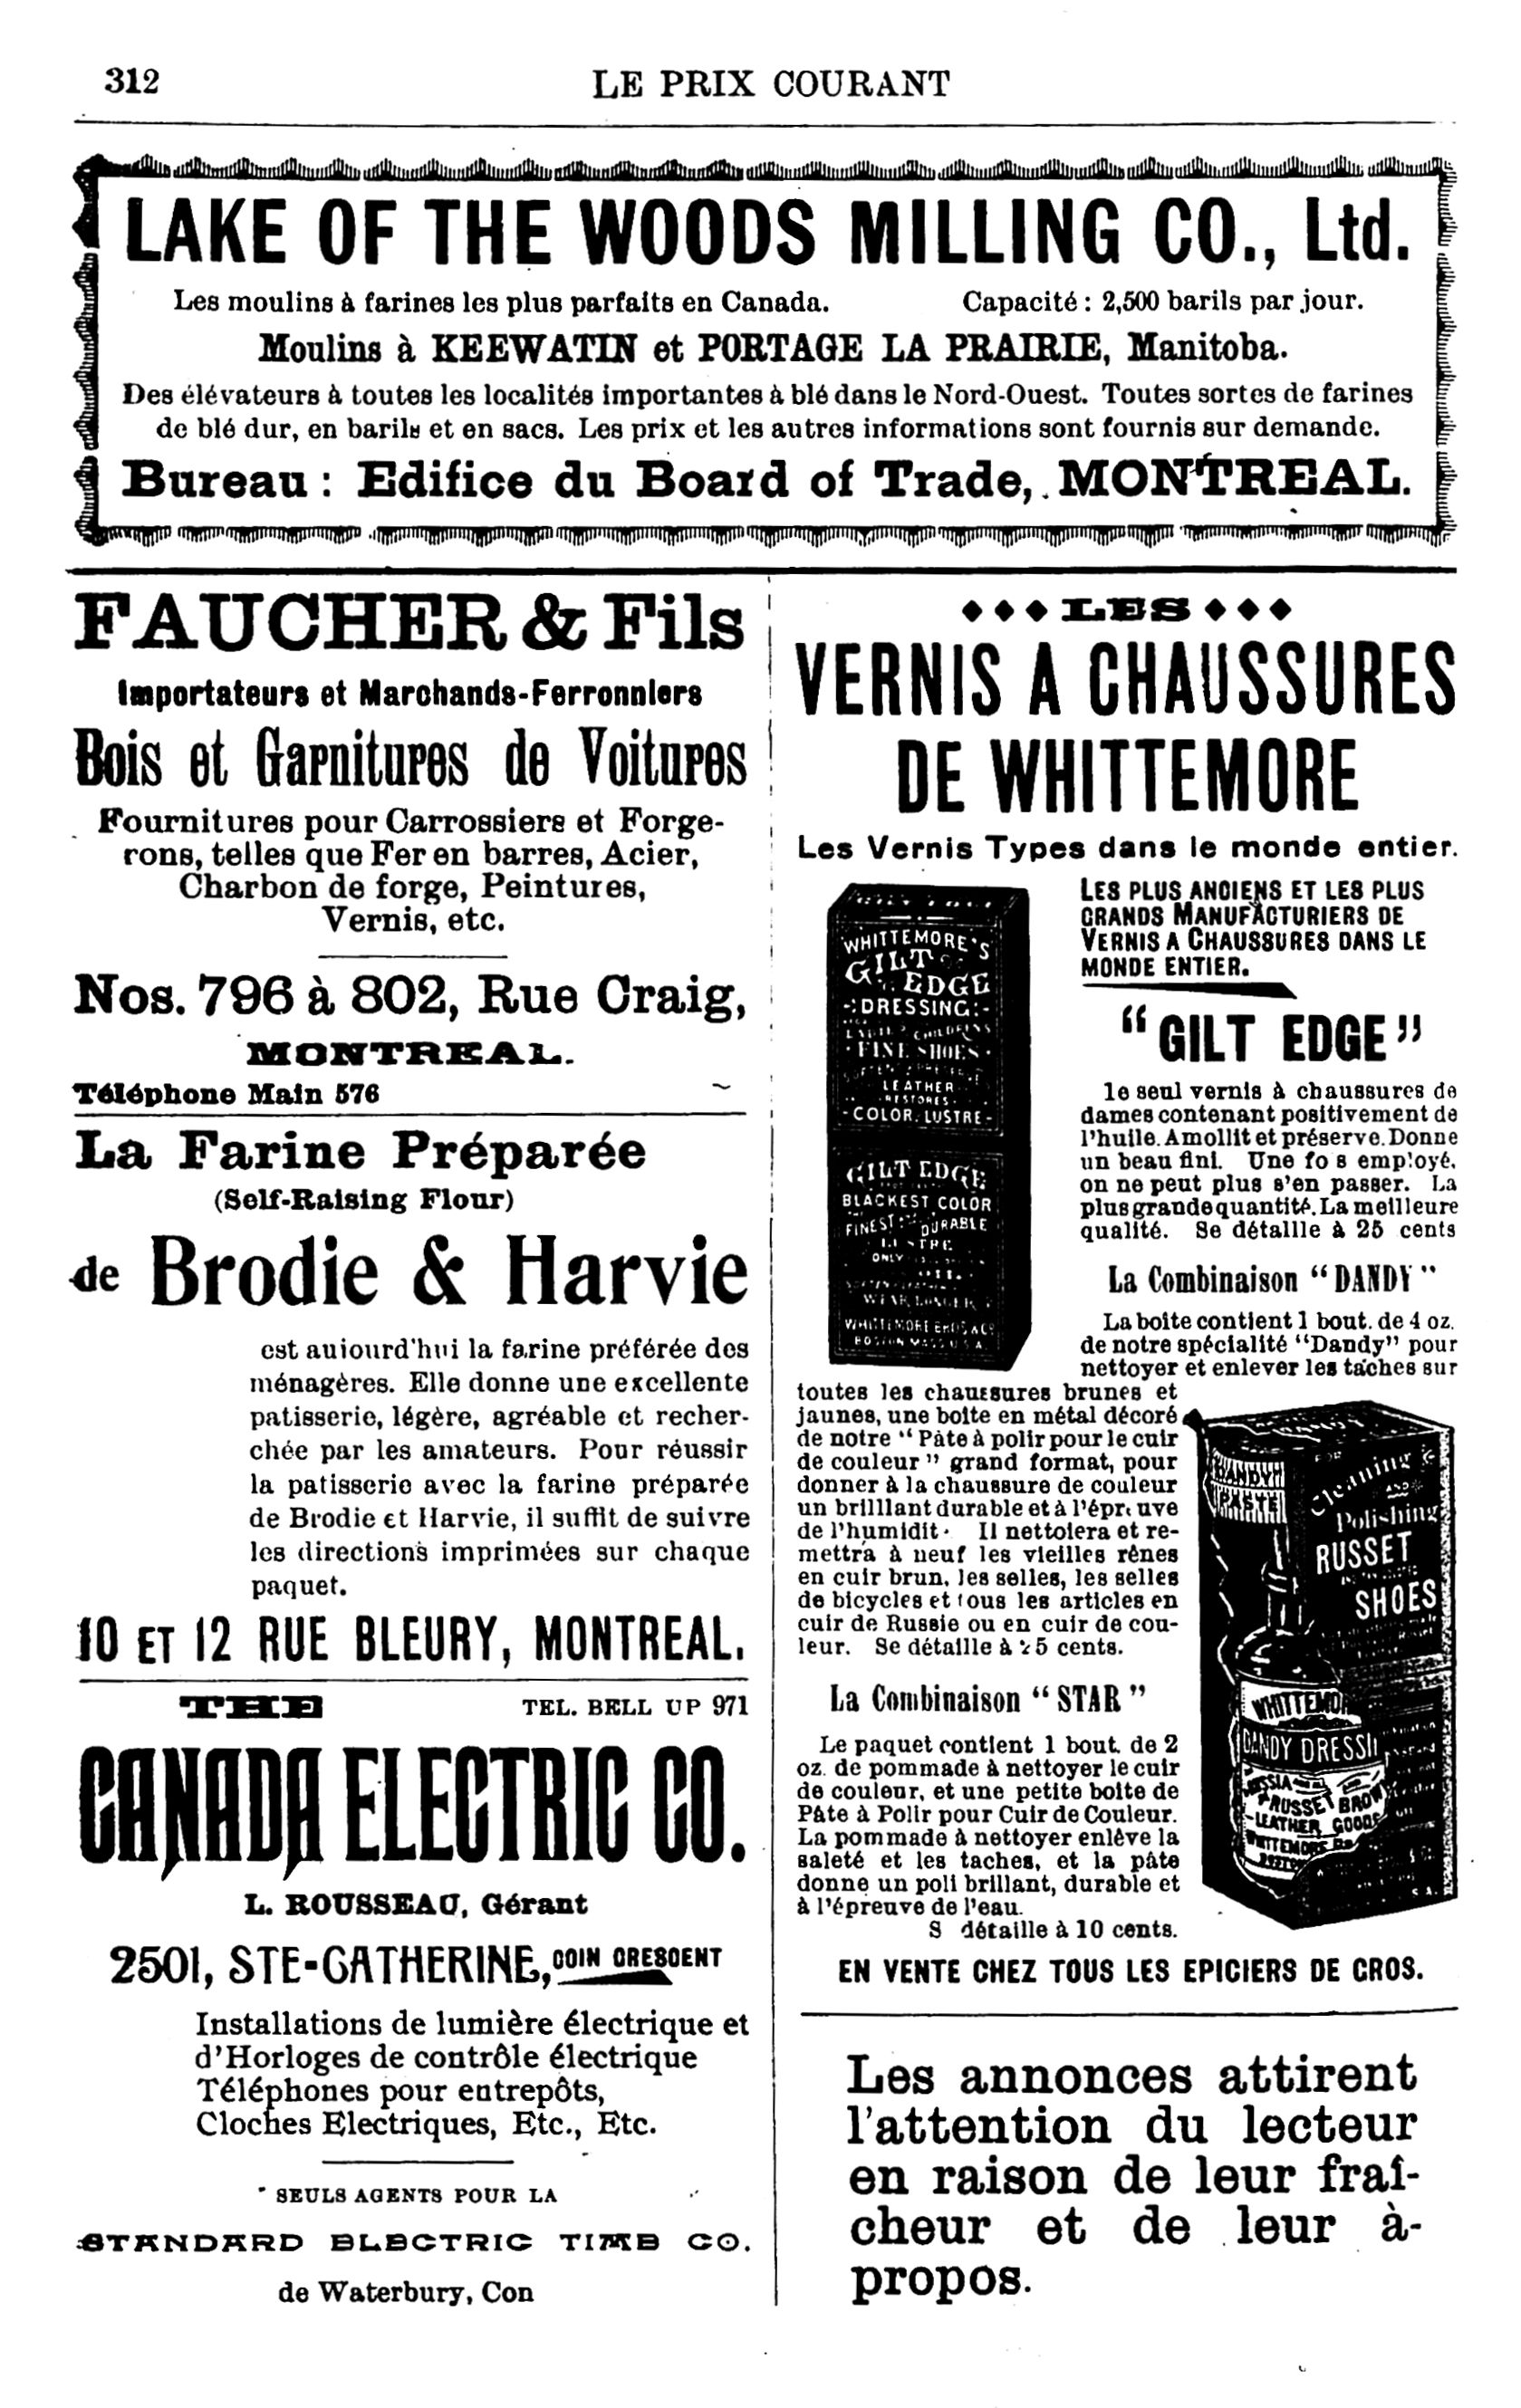 312
LE PRIX COURANT
LAKE OF THE WOODS MILLING CO., Ltd.
Les moulins à farines les plus parfaits en Canada. Capacité : 2,500 barils par jour.
Moulins à KEEWATIN et PORTAGE LA PRAIRIE, Manitoba.
Des élévateurs à toutes les localités importantes à blé dans le Nord-Ouest. Toutes sortes de farines
de blé dur, en barils et en sacs. Les prix et les autres informations sont fournis sur demande.
Bureau : Edifice du Board of Trade, MONTREAL.
FAUCHER & Fils
Importateurs et Marchands-Ferronniers
Bois et Garnitures de Voitures
Fournitures pour Carrossiers et Forge-
rons, telles que Fer en barres, Acier,
Charbon de forge, Peintures,
Vernis, etc.
Nos. 796 à 802, Rue Craig,
MONTREAL.
Téléphone Main 576
La Farine Préparée
(Self-Raising Flour)
de Brodie & Harvie
est aujourd'hui la farine préférée des
ménagères. Elle donne une excellente
patisserie, légère, agréable et recher-
chée par les amateurs. Pour réussir
la patisserie avec la farine préparée
de Brodie et Harvie, il suffit de suivre
les directions imprimées sur chaque
paquet.
10 ET 12 RUE BLEURY, MONTREAL.
THE TEL. BELL UP 971
CANADA ELECTRIC CO.
L. ROUSSEAU, Gérant
2501, STE-CATHERINE, COIN CRESCENT
Installations de lumière électrique et
d'Horloges de contrôle électrique
Téléphones pour entrepôts,
Cloches Electriques, Etc., Etc.
SEULS AGENTS POUR LA
STANDARD ELECTRIC TIME CO.
de Waterbury, Con
LES
VERNIS A CHAUSSURES
DE WHITTEMORE
Les Vernis Types dans le monde entier.
LES PLUS ANCIENS ET LES PLUS
GRANDS MANUFACTURIERS DE
VERNIS A CHAUSSURES DANS LE
MONDE ENTIER.
WHITTEMORE'S
GILT
EDGE
DRESSING
FINE SHOES
LEATHER
RESTORES
COLOR. LUSTRE
GILT EDGE
BLACKEST COLOR
FINEST DURABLE
ONLY
BOSTON MASS U.S.A.
"GILT EDGE"
le seul vernis à chaussures de
dames contenant positivement de
l'huile. Amollit et préserve. Donne
un beau fini. Une fo s employé,
on ne peut plus s'en passer. La
plus grande quantité. La meilleure
qualité. Se détaille à 25 cents
La Combinaison "DANDY"
La boite contient 1 bout. de 4 oz.
de notre spécialité "Dandy" pour
nettoyer et enlever les taches sur
toutes les chaussures brunes et
jaunes, une boite en métal décoré
de notre "Pâte à polir pour le cuir
de couleur" grand format, pour
donner à la chaussure de couleur
un brilllant durable et à l'épreuve
de l'humidit. Il nettoiera et re-
mettra à neuf les vieilles rênes
en cuir brun, les selles, les selles
de bicycles et tous les articles en
cuir de Russie ou en cuir de cou-
leur. Se détaille à 25 cents.
DANDY
PASTE
Cleaning
AND
Polishing
RUSSET
SHOES
DANDY DRESSI
RUSSET BROW
LEATHER GOODS
La Combinaison "STAR"
Le paquet contient 1 bout. de 2
oz. de pommade à nettoyer le cuir
de couleur, et une petite boite de
Pâte à Polir pour Cuir de Couleur.
La pommade à nettoyer enlève la
saleté et les taches, et la pâte
donne un poli brillant, durable et
à l'épreuve de l'eau.
S détaille à 10 cents.
EN VENTE CHEZ TOUS LES EPICIERS DE GROS.
Les annonces attirent
l'attention du lecteur
en raison de leur fraî-
cheur et de leur à-
propos.